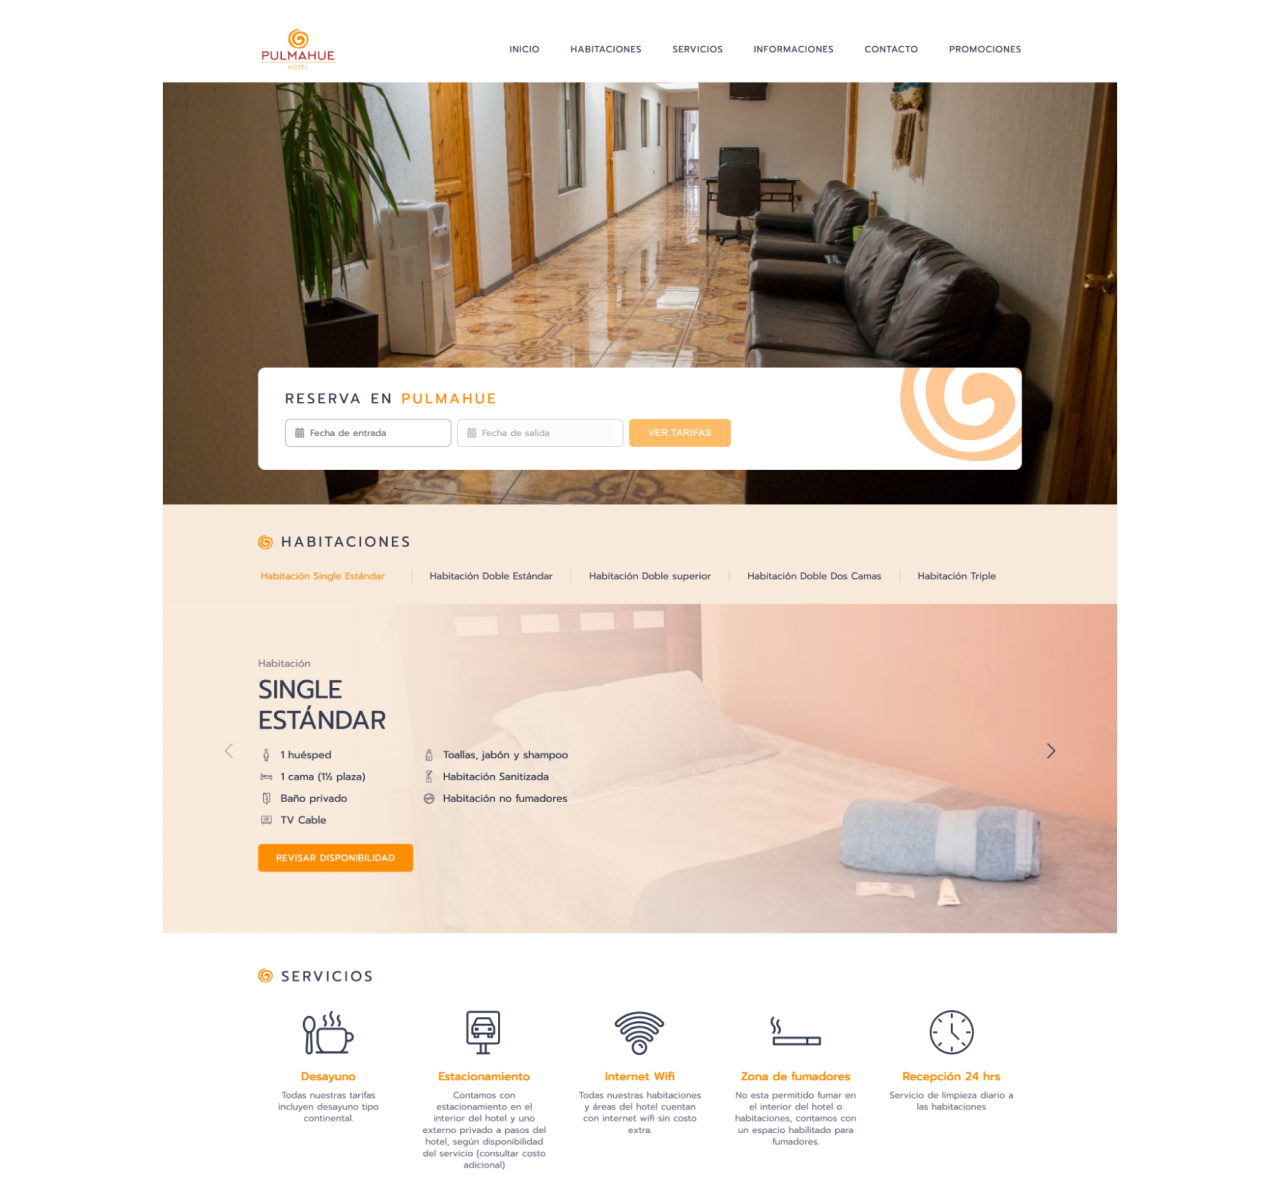 PULMAHUE
HOTEL
INICIO HABITACIONES SERVICIOS INFORMACIONES CONTACTO PROMOCIONES
RESERVA EN PULMAHUE
Fecha de entrada Fecha de salida VER TARIFAS
HABITACIONES
Habitación Single Estándar Habitación Doble Estándar Habitación Doble superior Habitación Doble Dos Camas Habitación Triple
Habitación
SINGLE
ESTÁNDAR
1 huésped
1 cama (1½ plaza)
Baño privado
TV Cable
Toallas, jabón y shampoo
Habitación Sanitizada
Habitación no fumadores
REVISAR DISPONIBILIDAD
SERVICIOS
Desayuno
Todas nuestras tarifas
incluyen desayuno tipo
continental.
Estacionamiento
Contamos con
estacionamiento en el
interior del hotel y uno
externo privado a pasos del
hotel, según disponibilidad
del servicio (consultar costo
adicional)
Internet Wifi
Todas nuestras habitaciones
y áreas del hotel cuentan
con internet wifi sin costo
extra.
Zona de fumadores
No esta permitido fumar en
el interior del hotel o
habitaciones, contamos con
un espacio habilitado para
fumadores.
Recepción 24 hrs
Servicio de limpieza diario a
las habitaciones